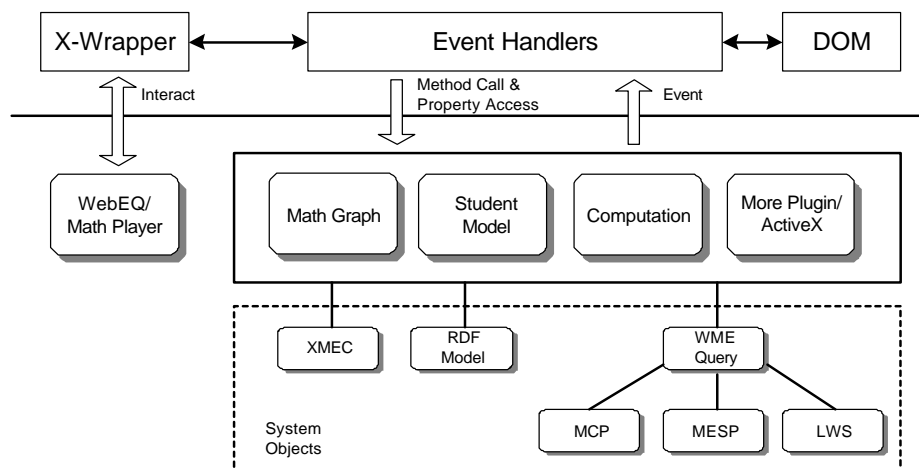 X-Wrapper
Event Handlers
DOM
Interact
Method Call &
Property Access
Event
WebEQ/
Math Player
Math Graph
Student
Model
Computation
More Plugin/
ActiveX
XMEC
RDF
Model
WME
Query
System
Objects
MCP
MESP
LWS